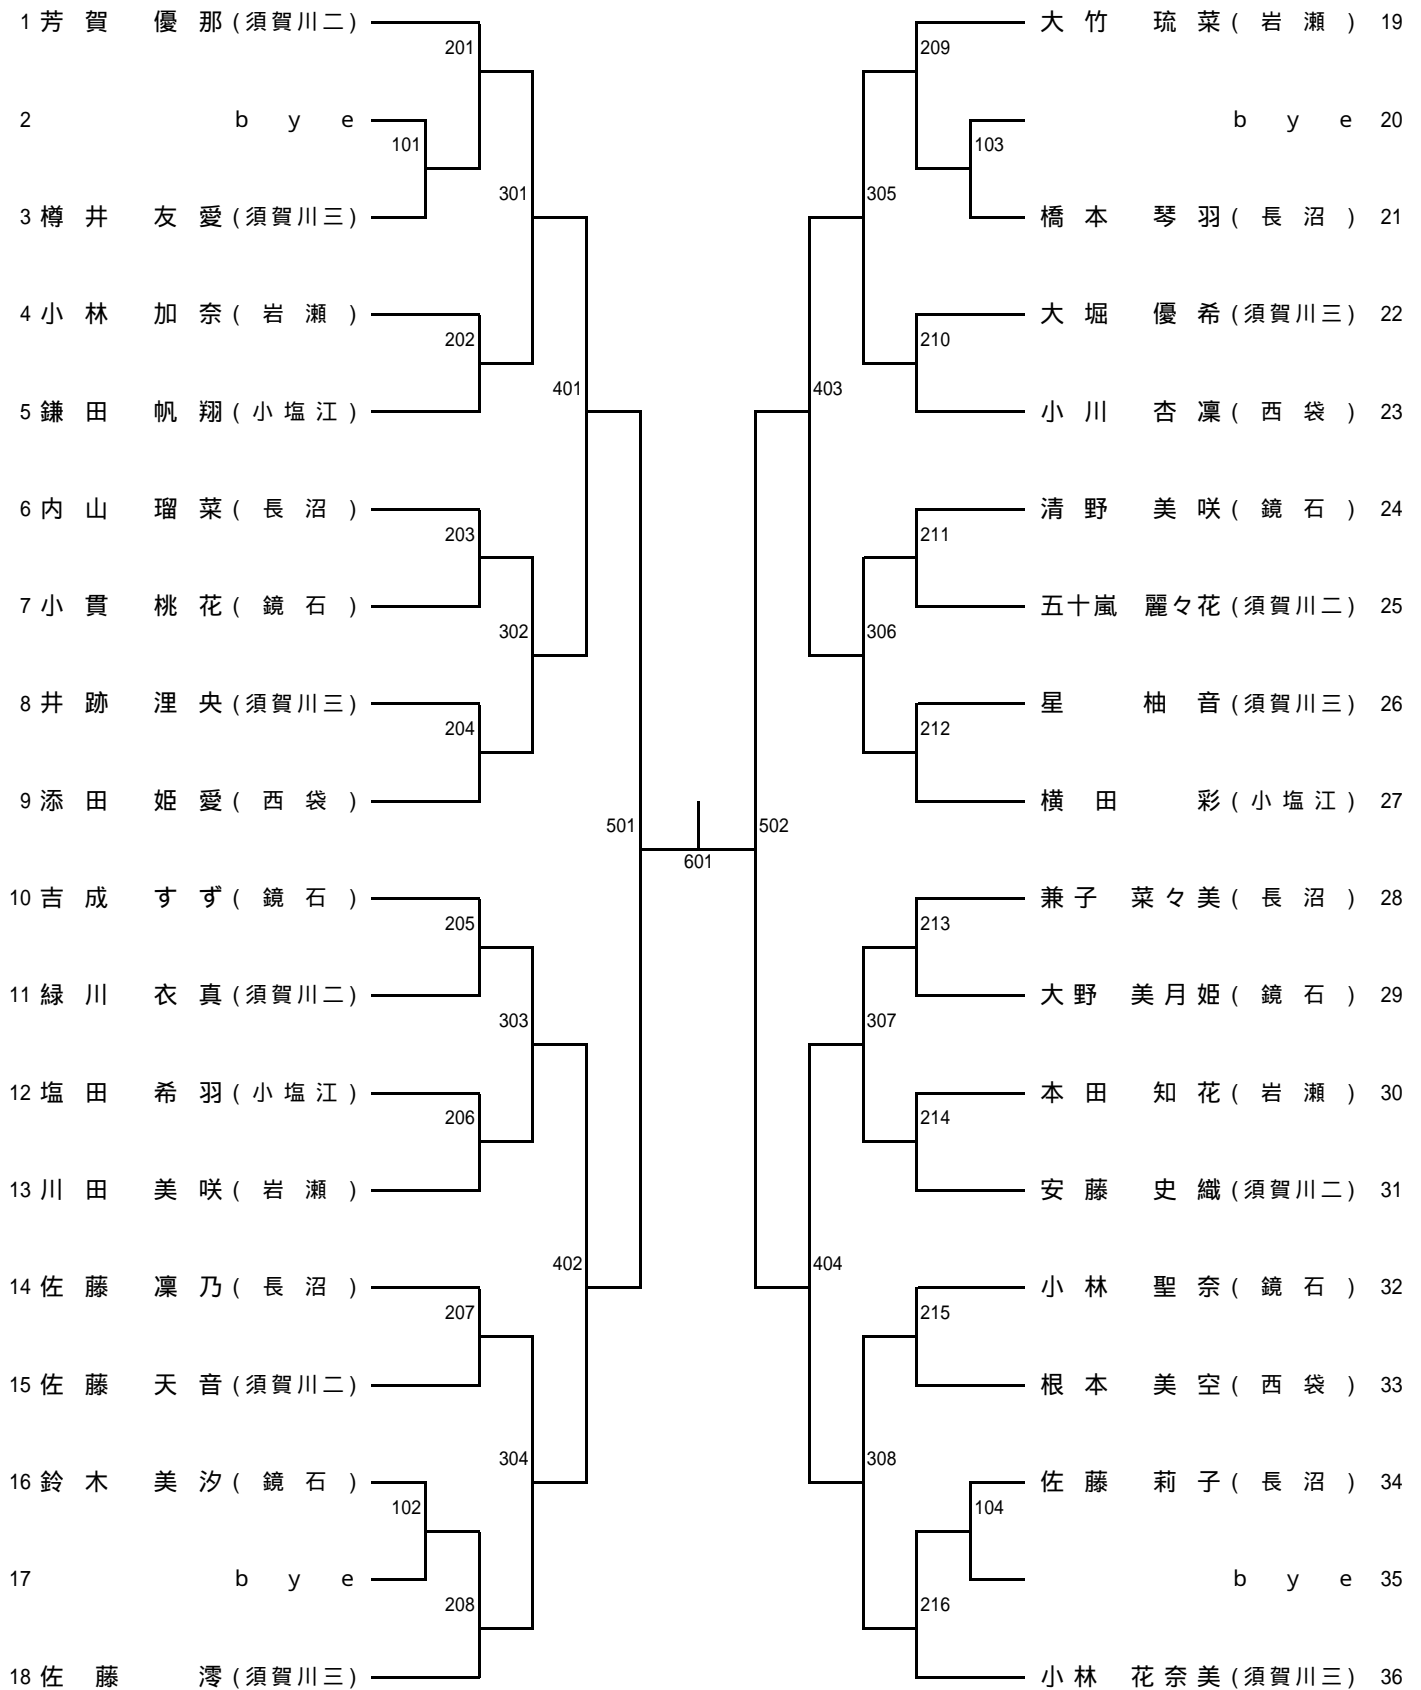 1 芳賀 優那 (須賀川二)
201
2 bye
101
3 樽井 友愛 (須賀川三)
301
4 小林 加奈 (岩瀬)
202
5 鎌田 帆翔 (小塩江)
401
6 内山 瑠菜 (長沼)
203
7 小貫 桃花 (鏡石)
302
8 井跡 浬央 (須賀川三)
204
9 添田 姫愛 (西袋)
501
10 吉成 すず (鏡石)
205
11 緑川 衣真 (須賀川二)
303
12 塩田 希羽 (小塩江)
206
13 川田 美咲 (岩瀬)
402
14 佐藤 凜乃 (長沼)
207
15 佐藤 天音 (須賀川二)
304
16 鈴木 美汐 (鏡石)
102
17 bye
208
18 佐藤 澪 (須賀川三)
601
大竹 琉菜 (岩瀬) 19
209
bye 20
103
橋本 琴羽 (長沼) 21
305
大堀 優希 (須賀川三) 22
210
小川 杏凜 (西袋) 23
403
清野 美咲 (鏡石) 24
211
五十嵐 麗々花 (須賀川二) 25
306
星 柚音 (須賀川三) 26
212
横田 彩 (小塩江) 27
502
兼子 菜々美 (長沼) 28
213
大野 美月姫 (鏡石) 29
307
本田 知花 (岩瀬) 30
214
安藤 史織 (須賀川二) 31
404
小林 聖奈 (鏡石) 32
215
根本 美空 (西袋) 33
308
佐藤 莉子 (長沼) 34
104
bye 35
216
小林 花奈美 (須賀川三) 36